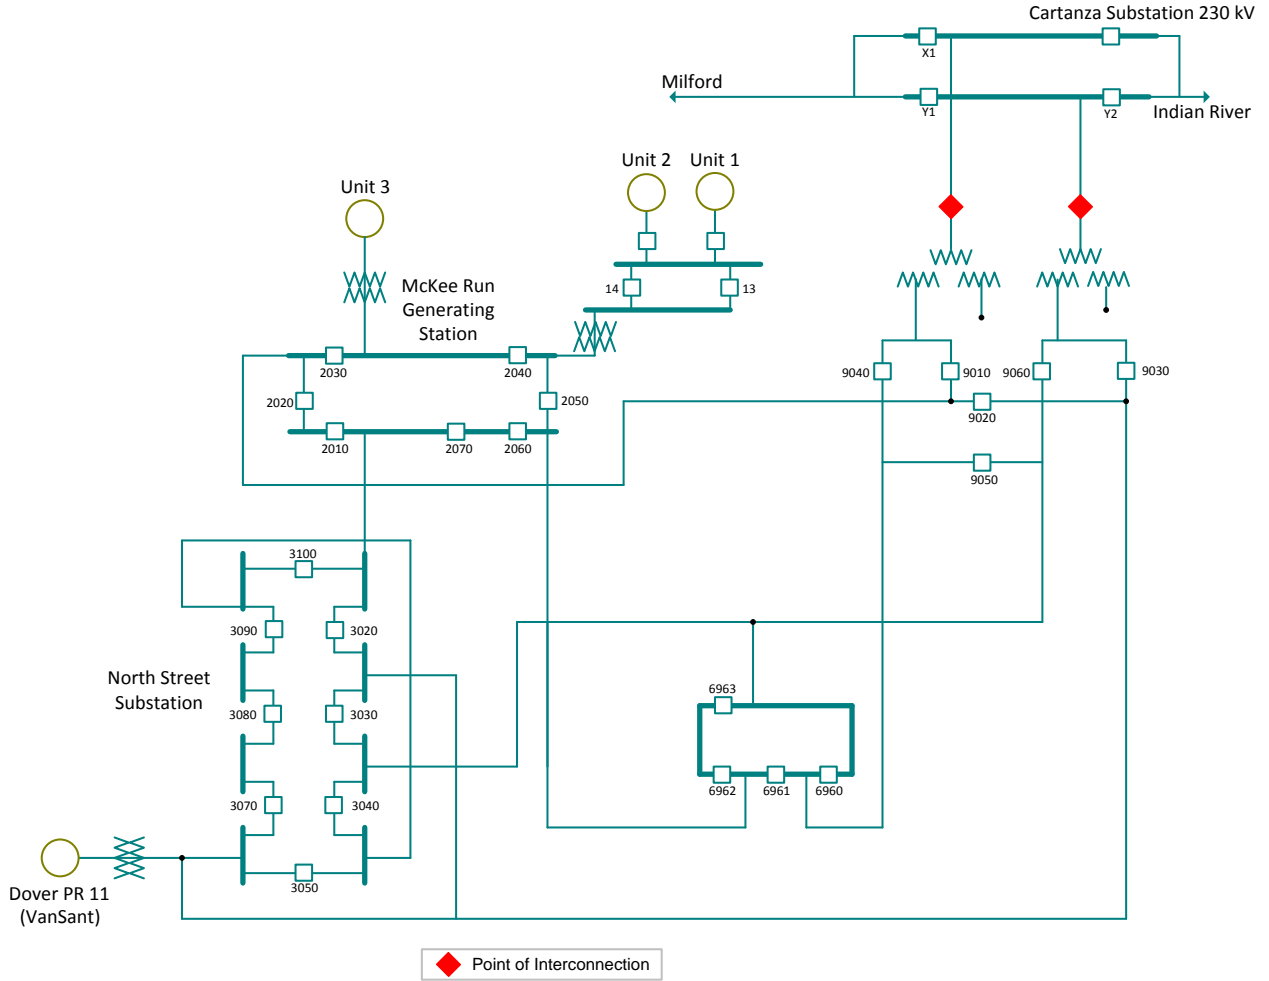 Cartanza Substation 230 kV
X1
Milford
Y1
Y2
Indian River
Unit 2
Unit 1
Unit 3
McKee Run
Generating
Station
14
13
2030
2040
9040
9010
9060
9030
2020
2050
9020
2010
2070
2060
9050
3100
3090
3020
North Street
Substation
6963
3080
3030
6962
6961
6960
3070
3040
3050
Dover PR 11
(VanSant)
Point of Interconnection